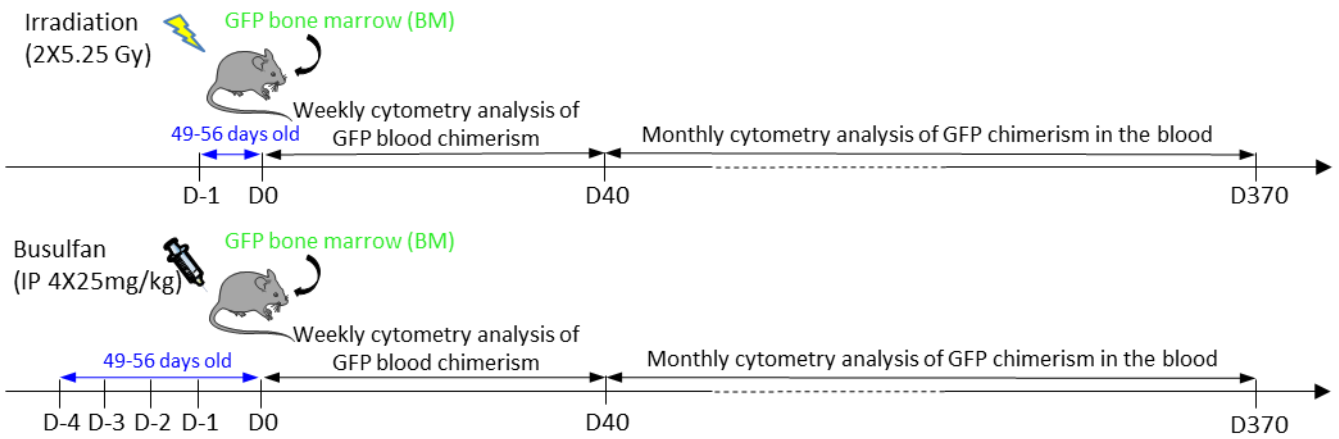 Irradiation
(2X5.25 Gy)
GFP bone marrow (BM)
49-56 days old
Weekly cytometry analysis of
GFP blood chimerism
Monthly cytometry analysis of GFP chimerism in the blood
D-1 D0 D40 D370
Busulfan
(IP 4X25mg/kg)
GFP bone marrow (BM)
49-56 days old
Weekly cytometry analysis of
GFP blood chimerism
Monthly cytometry analysis of GFP chimerism in the blood
D-4 D-3 D-2 D-1 D0 D40 D370